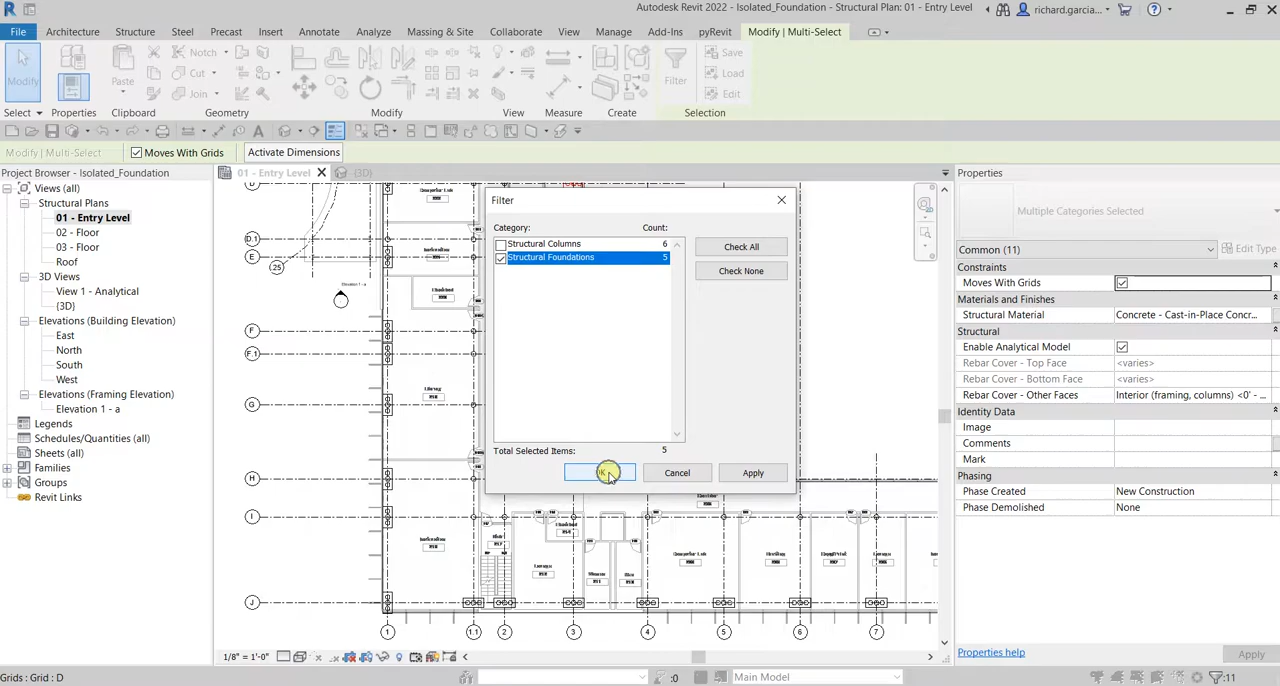 Autodesk Revit 2022 - Isolated_Foundation - Structural Plan: 01 - Entry Level
richard.garcia...
File Architecture Structure Steel Precast Insert Annotate Analyze Massing & Site Collaborate View Manage Add-Ins pyRevit Modify | Multi-Select
Modify
Paste
Notch
Cut
Join
Filter
Save
Load
Edit
Select Properties Clipboard Geometry Modify View Measure Create Selection
Modify | Multi-Select Moves With Grids Activate Dimensions
Project Browser - Isolated_Foundation
Views (all)
Structural Plans
01 - Entry Level
02 - Floor
03 - Floor
Roof
3D Views
View 1 - Analytical
{3D}
Elevations (Building Elevation)
East
North
South
West
Elevations (Framing Elevation)
Elevation 1 - a
Legends
Schedules/Quantities (all)
Sheets (all)
Families
Groups
Revit Links
01 - Entry Level
{3D}
D
D.1
E
25
Elevation 1 - a
F
F.1
G
H
I
J
1 1.1 2 3 4 5 6 7
Filter
Category: Count:
Structural Columns 6
Structural Foundations 5
Check All
Check None
Total Selected Items: 5
Cancel
Apply
Properties
Multiple Categories Selected
Common (11) Edit Type
Constraints
Moves With Grids
Materials and Finishes
Structural Material Concrete - Cast-in-Place Concr...
Structural
Enable Analytical Model
Rebar Cover - Top Face <varies>
Rebar Cover - Bottom Face <varies>
Rebar Cover - Other Faces Interior (framing, columns) <0' - ...
Identity Data
Image
Comments
Mark
Phasing
Phase Created New Construction
Phase Demolished None
Properties help
Apply
1/8" = 1'-0"
Grids : Grid : D
:0
Main Model
:11